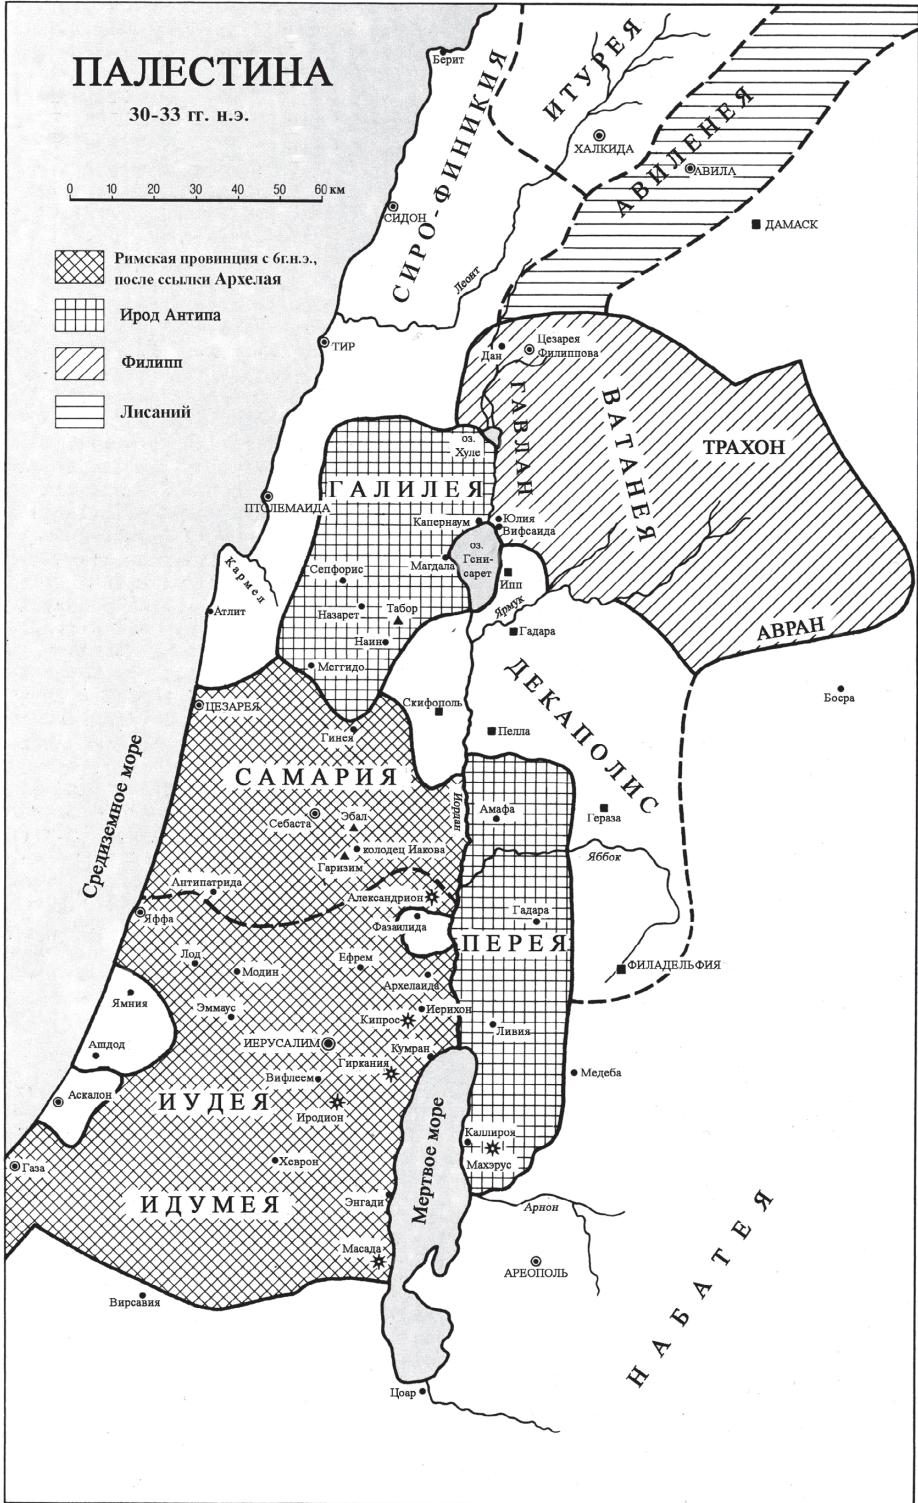 ПАЛЕСТИНА
30-33 гг. н.э.
0 10 20 30 40 50 60 км
Римская провинция с 6г.н.э.,
после ссылки Архелая
Ирод Антипа
Филипп
Лисаний
Берит
СИРО-ФИНИКИЯ
ИТУРЕЯ
ХАЛКИДА
АВИЛЕНЕЯ
АВИЛА
СИДОН
ДАМАСК
Леонт
ТИР
Дан
Цезарея
Филиппова
ГАВЛАН
ВАТАНЕЯ
ТРАХОН
оз.
Хуле
ГАЛИЛЕЯ
ПТОЛЕМАИДА
Капернаум
Юлия
Вифсаида
оз.
Гени-
сарет
Магдала
Ипп
Кармел
Сепфорис
Атлит
Назарет
Табор
Ярмук
Гадара
АВРАН
Наин
Меггидо
ДЕКАПОЛИС
Босра
ЦЕЗАРЕЯ
Скифополь
Гинея
Пелла
САМАРИЯ
Средиземное море
Иордан
Амафа
Гераза
Себаста
Эбал
колодец Иакова
Гаризим
Яббок
Антипатрида
Александрион
Яффа
Фазаилида
Гадара
ПЕРЕЯ
Лод
Модин
Ефрем
Архелаида
ФИЛАДЕЛЬФИЯ
Ямния
Эммаус
Кипрос
Иерихон
Ливия
ИЕРУСАЛИМ
Кумран
Ашдод
Гиркания
Медеба
Вифлеем
Аскалон
ИУДЕЯ
Иродион
Мертвое море
Каллироя
Махэрус
Газа
Хеврон
ИДУМЕЯ
Энгади
Арнон
Масада
АРЕОПОЛЬ
НАБАТЕЯ
Вирсавия
Цоар